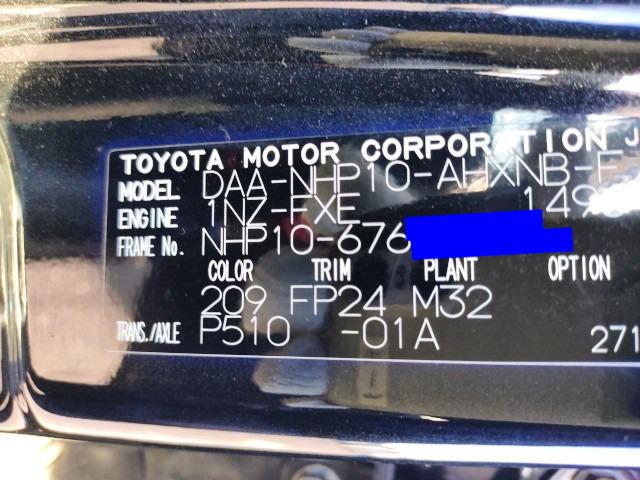 TOYOTA MOTOR CORPORATION J
MODEL DAA-NHP10-AHXNB-F
ENGINE 1NZ-FXE 149
FRAME No. NHP10-676
COLOR TRIM PLANT OPTION
209 FP24 M32
TRANS./AXLE P510 -01A 271